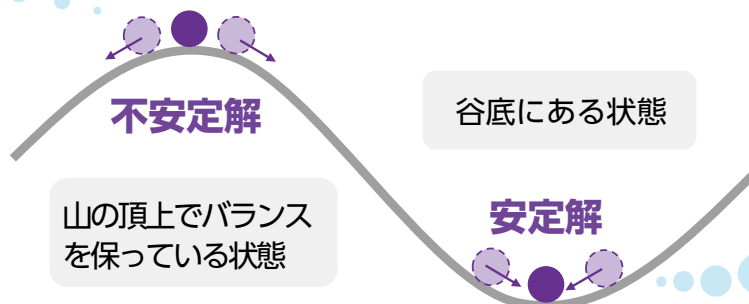 不安定解
谷底にある状態
山の頂上でバランス
を保っている状態
安定解